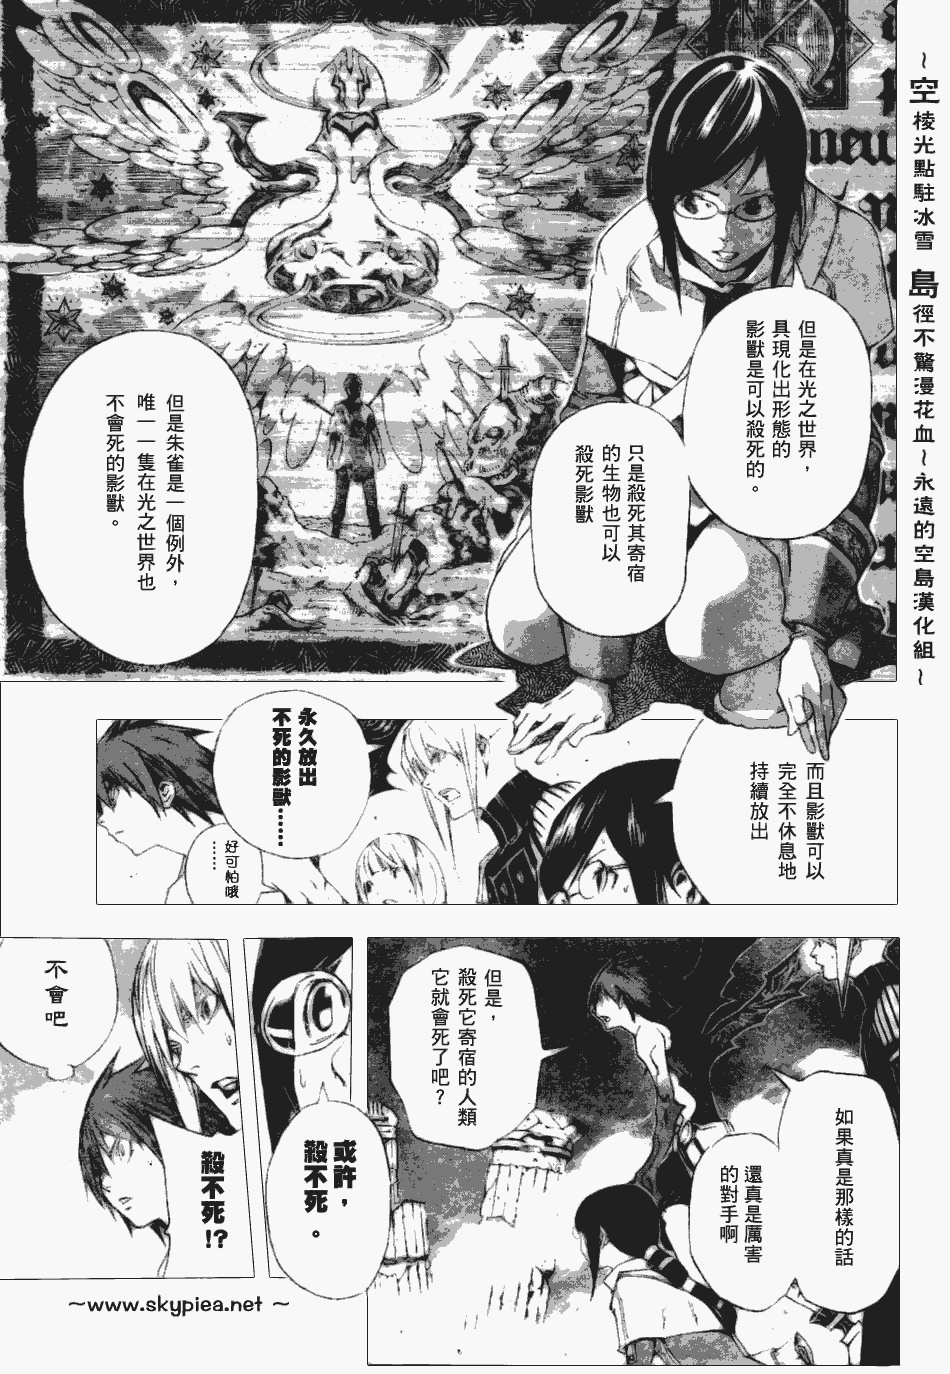 ～空棱光點駐冰雪 島徑不驚漫花血～永遠的空島漢化組～
neu
但是在光之世界，
具現化出形態的
影獸是可以殺死的。
只是殺死其寄宿
的生物也可以
殺死影獸
但是朱雀是一個例外，
唯一一隻在光之世界也
不會死的影獸。
而且影獸可以
完全不休息地
持續放出
永久放出
不死的影獸……
好可怕哦
……
如果真是那樣的話
還真是厲害
的對手啊
但是，
殺死它寄宿的人類
它就會死了吧？
或許，
殺不死。
殺不死!?
不會吧
～www.skypiea.net ～